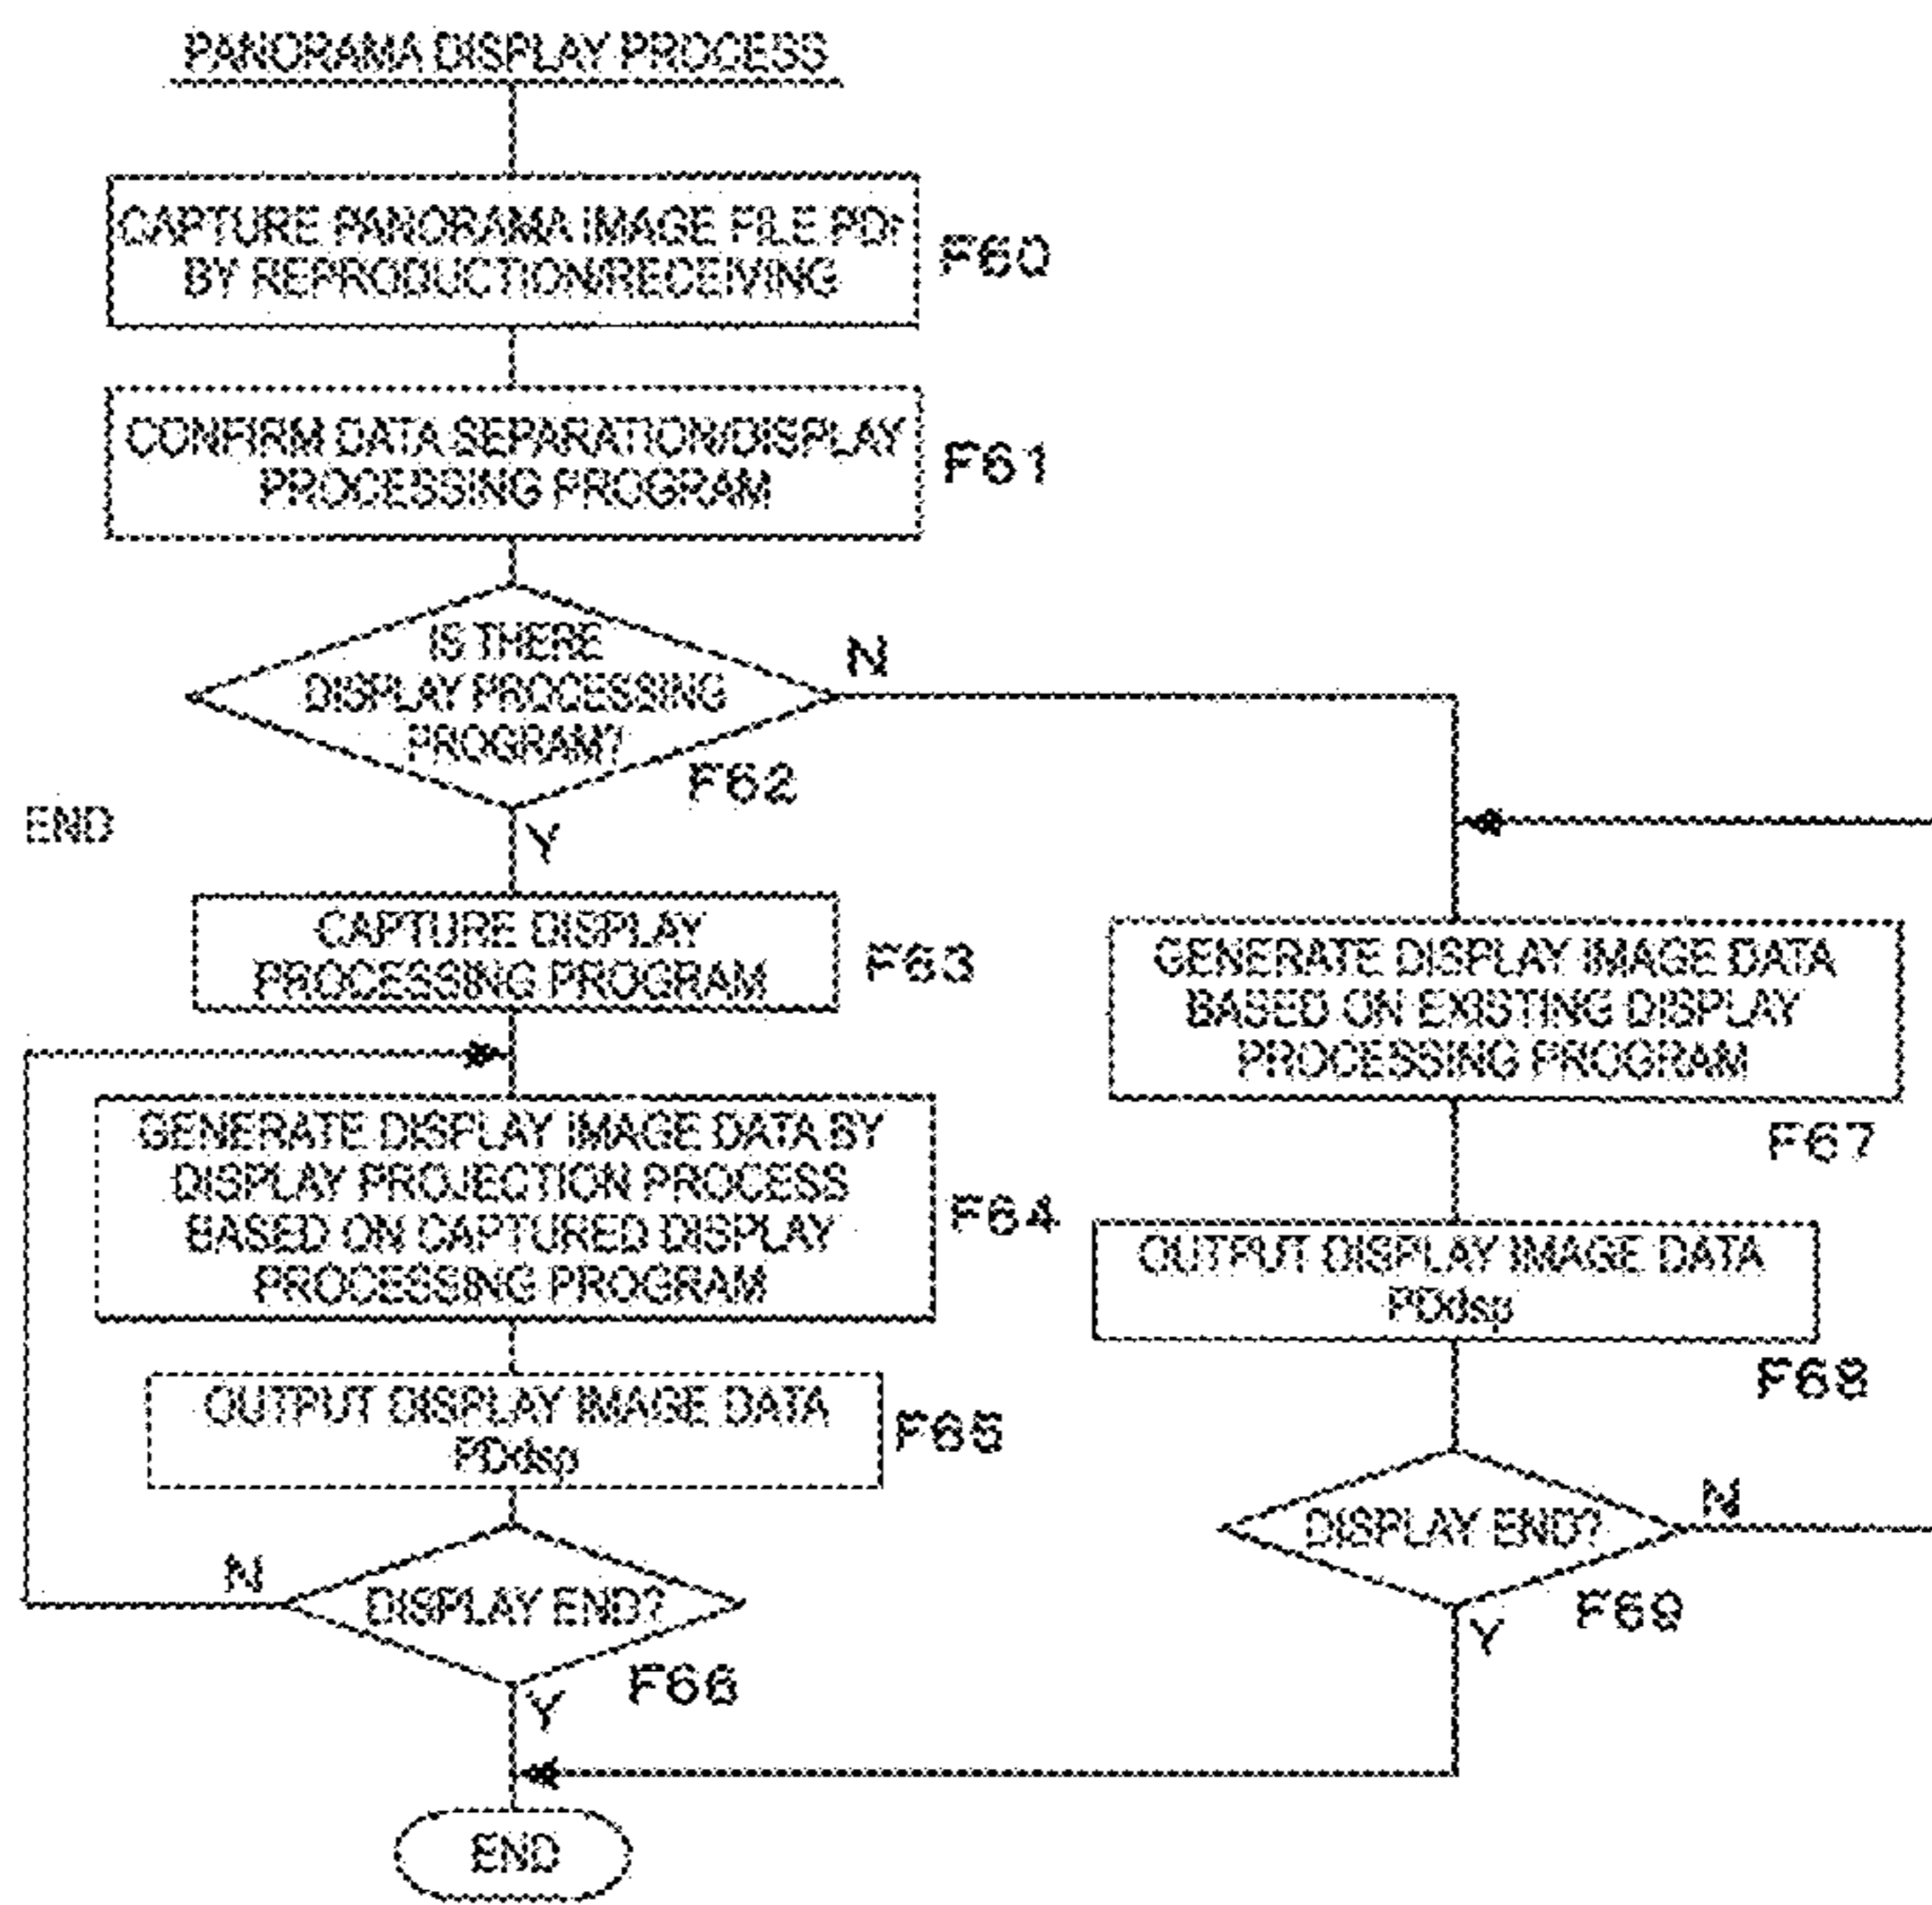 PANORAMA DISPLAY PROCESS
CAPTURE PANORAMA IMAGE FILE PDr
BY REPRODUCTION/RECEIVING
F60
CONFIRM DATA SEPARATION/DISPLAY
PROCESSING PROGRAM
F61
IS THERE
DISPLAY PROCESSING
PROGRAM?
N
F62
END
Y
CAPTURE DISPLAY
PROCESSING PROGRAM
F63
GENERATE DISPLAY IMAGE DATA BY
DISPLAY PROJECTION PROCESS
BASED ON CAPTURED DISPLAY
PROCESSING PROGRAM
F64
OUTPUT DISPLAY IMAGE DATA
PDdsp
F65
N
DISPLAY END?
F66
Y
END
GENERATE DISPLAY IMAGE DATA
BASED ON EXISTING DISPLAY
PROCESSING PROGRAM
F67
OUTPUT DISPLAY IMAGE DATA
PDdsp
F68
DISPLAY END?
N
F69
Y